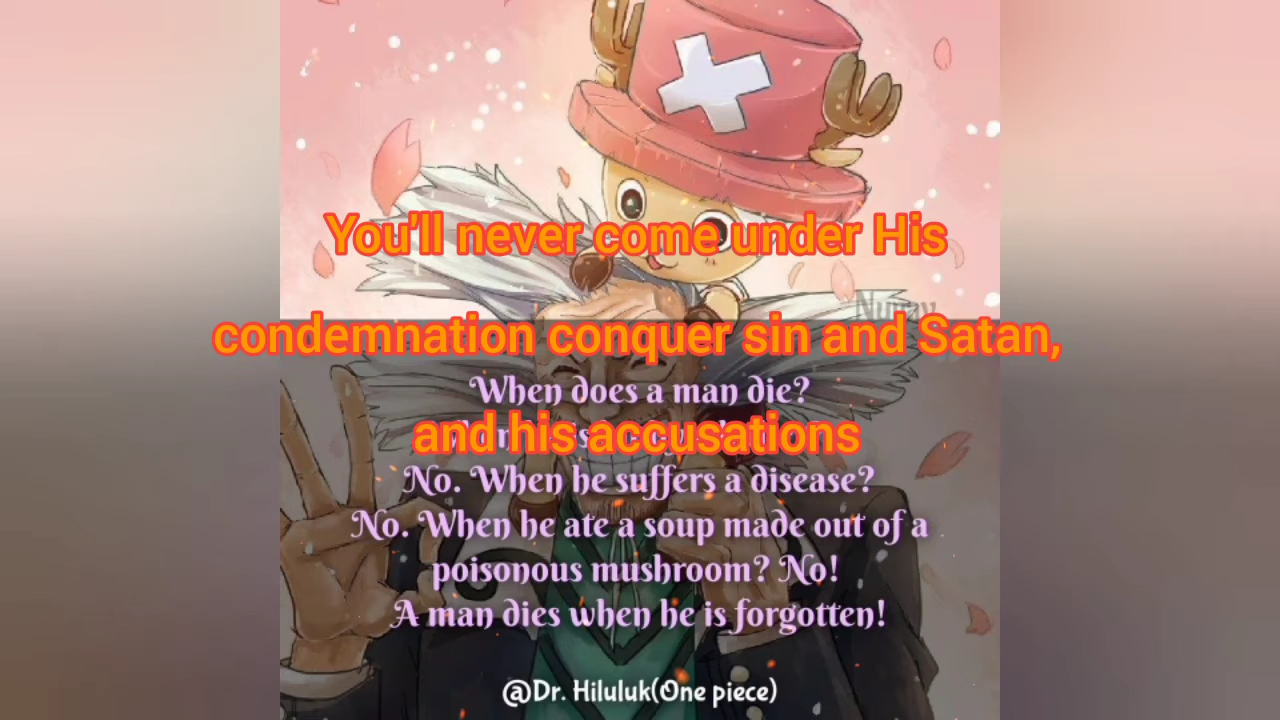 You'll never come under His
condemnation conquer sin and Satan,
When does a man die?
and his accusations
No. When he suffers a disease?
No. When he ate a soup made out of a
poisonous mushroom? No!
A man dies when he is forgotten!
@Dr. Hiluluk(One piece)